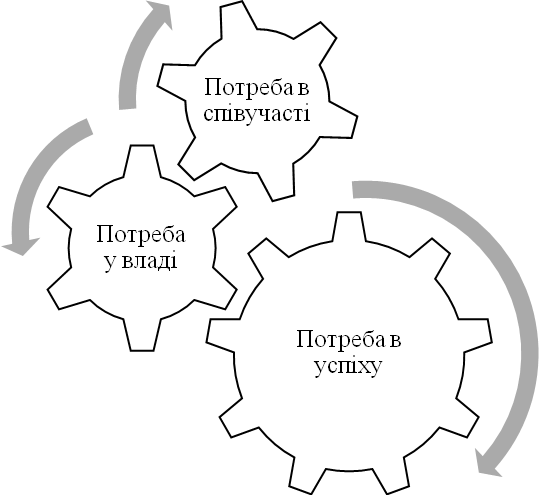 Потреба в
співучасті
Потреба
у владі
Потреба в
успіху